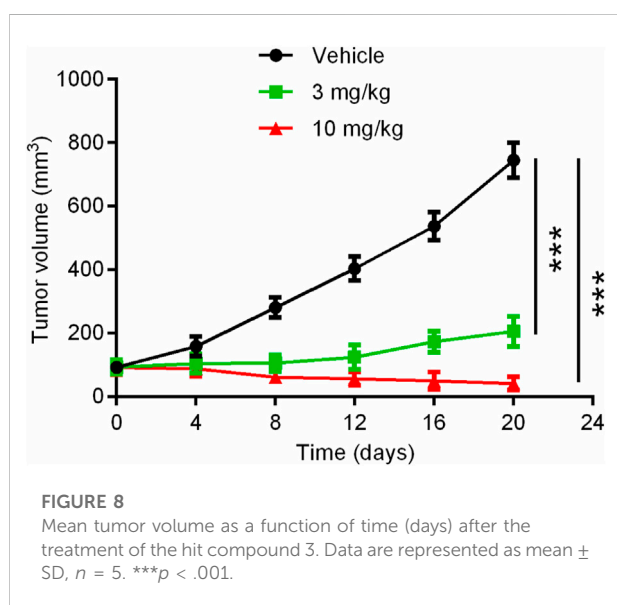 Vehicle
3 mg/kg
10 mg/kg
Tumor volume (mm³)
1000
800
600
400
200
0
0 4 8 12 16 20 24
Time (days)
***
***
FIGURE 8
Mean tumor volume as a function of time (days) after the
treatment of the hit compound 3. Data are represented as mean ±
SD, n = 5. ***p < .001.